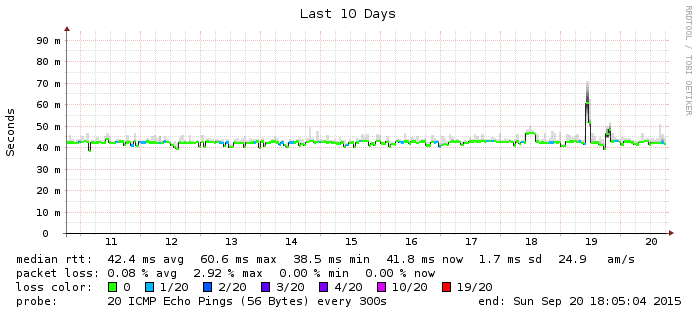 Last 10 Days
RRDTOOL / TOBI OETIKER
Seconds
90 m
80 m
70 m
60 m
50 m
40 m
30 m
20 m
10 m
0
11 12 13 14 15 16 17 18 19 20
median rtt: 42.4 ms avg 60.6 ms max 38.5 ms min 41.8 ms now 1.7 ms sd 24.9 am/s
packet loss: 0.08 % avg 2.92 % max 0.00 % min 0.00 % now
loss color: 0 1/20 2/20 3/20 4/20 10/20 19/20
probe: 20 ICMP Echo Pings (56 Bytes) every 300s end: Sun Sep 20 18:05:04 2015